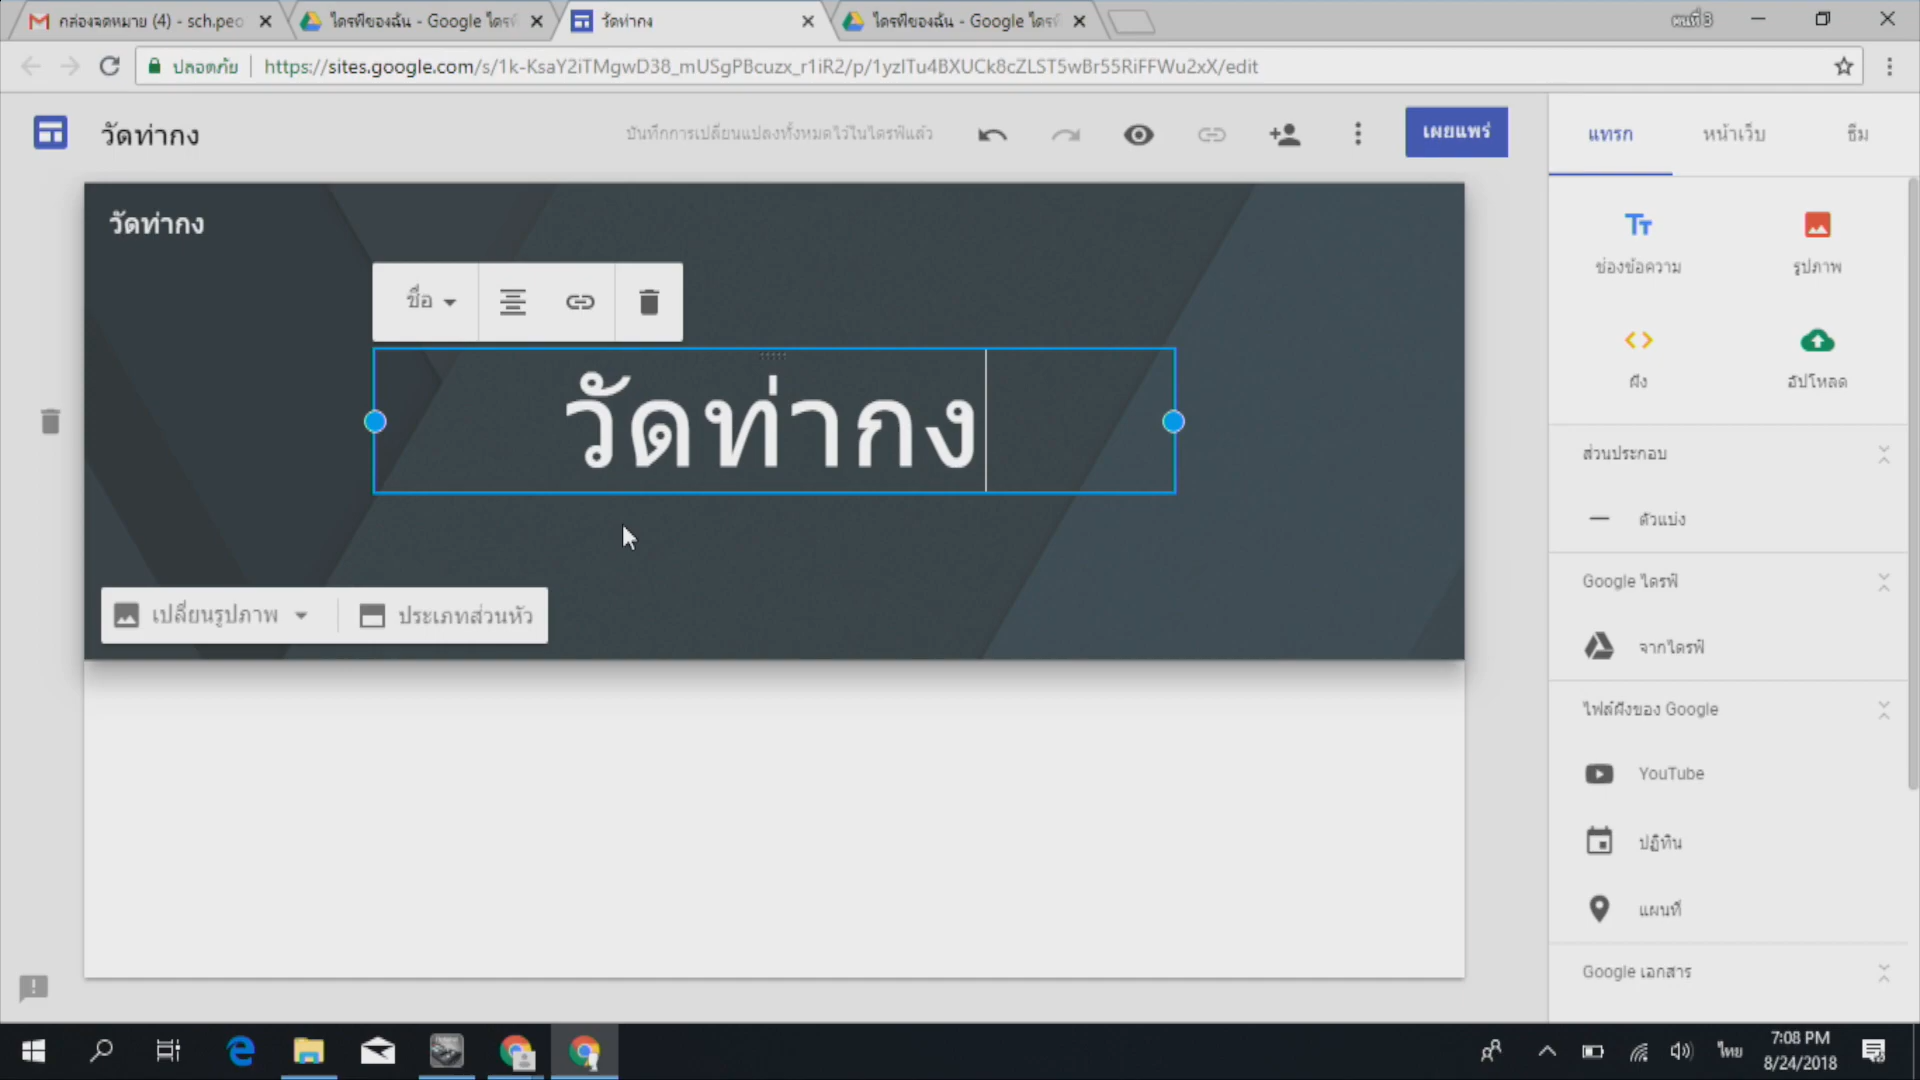 กล่องจดหมาย (4) - sch.peo
ไดรฟ์ของฉัน - Google ไดรฟ์
วัดท่ากง
ไดรฟ์ของฉัน - Google ไดรฟ์
คนที่ 3
ปลอดภัย
https://sites.google.com/s/1k-KsaY2iTMgwD38_mUSgPBcuzx_r1iR2/p/1yzITu4BXUCk8cZLST5wBr55RiFFWu2xX/edit
วัดท่ากง
บันทึกการเปลี่ยนแปลงทั้งหมดไว้ในไดรฟ์แล้ว
เผยแพร่
แทรก
หน้าเว็บ
ธีม
วัดท่ากง
ชื่อ
วัดท่ากง
เปลี่ยนรูปภาพ
ประเภทส่วนหัว
ช่องข้อความ
รูปภาพ
ฝัง
อัปโหลด
ส่วนประกอบ
ตัวแบ่ง
Google ไดรฟ์
จากไดรฟ์
ไฟล์ฝังของ Google
YouTube
ปฏิทิน
แผนที่
Google เอกสาร
ไทย
7:08 PM
8/24/2018